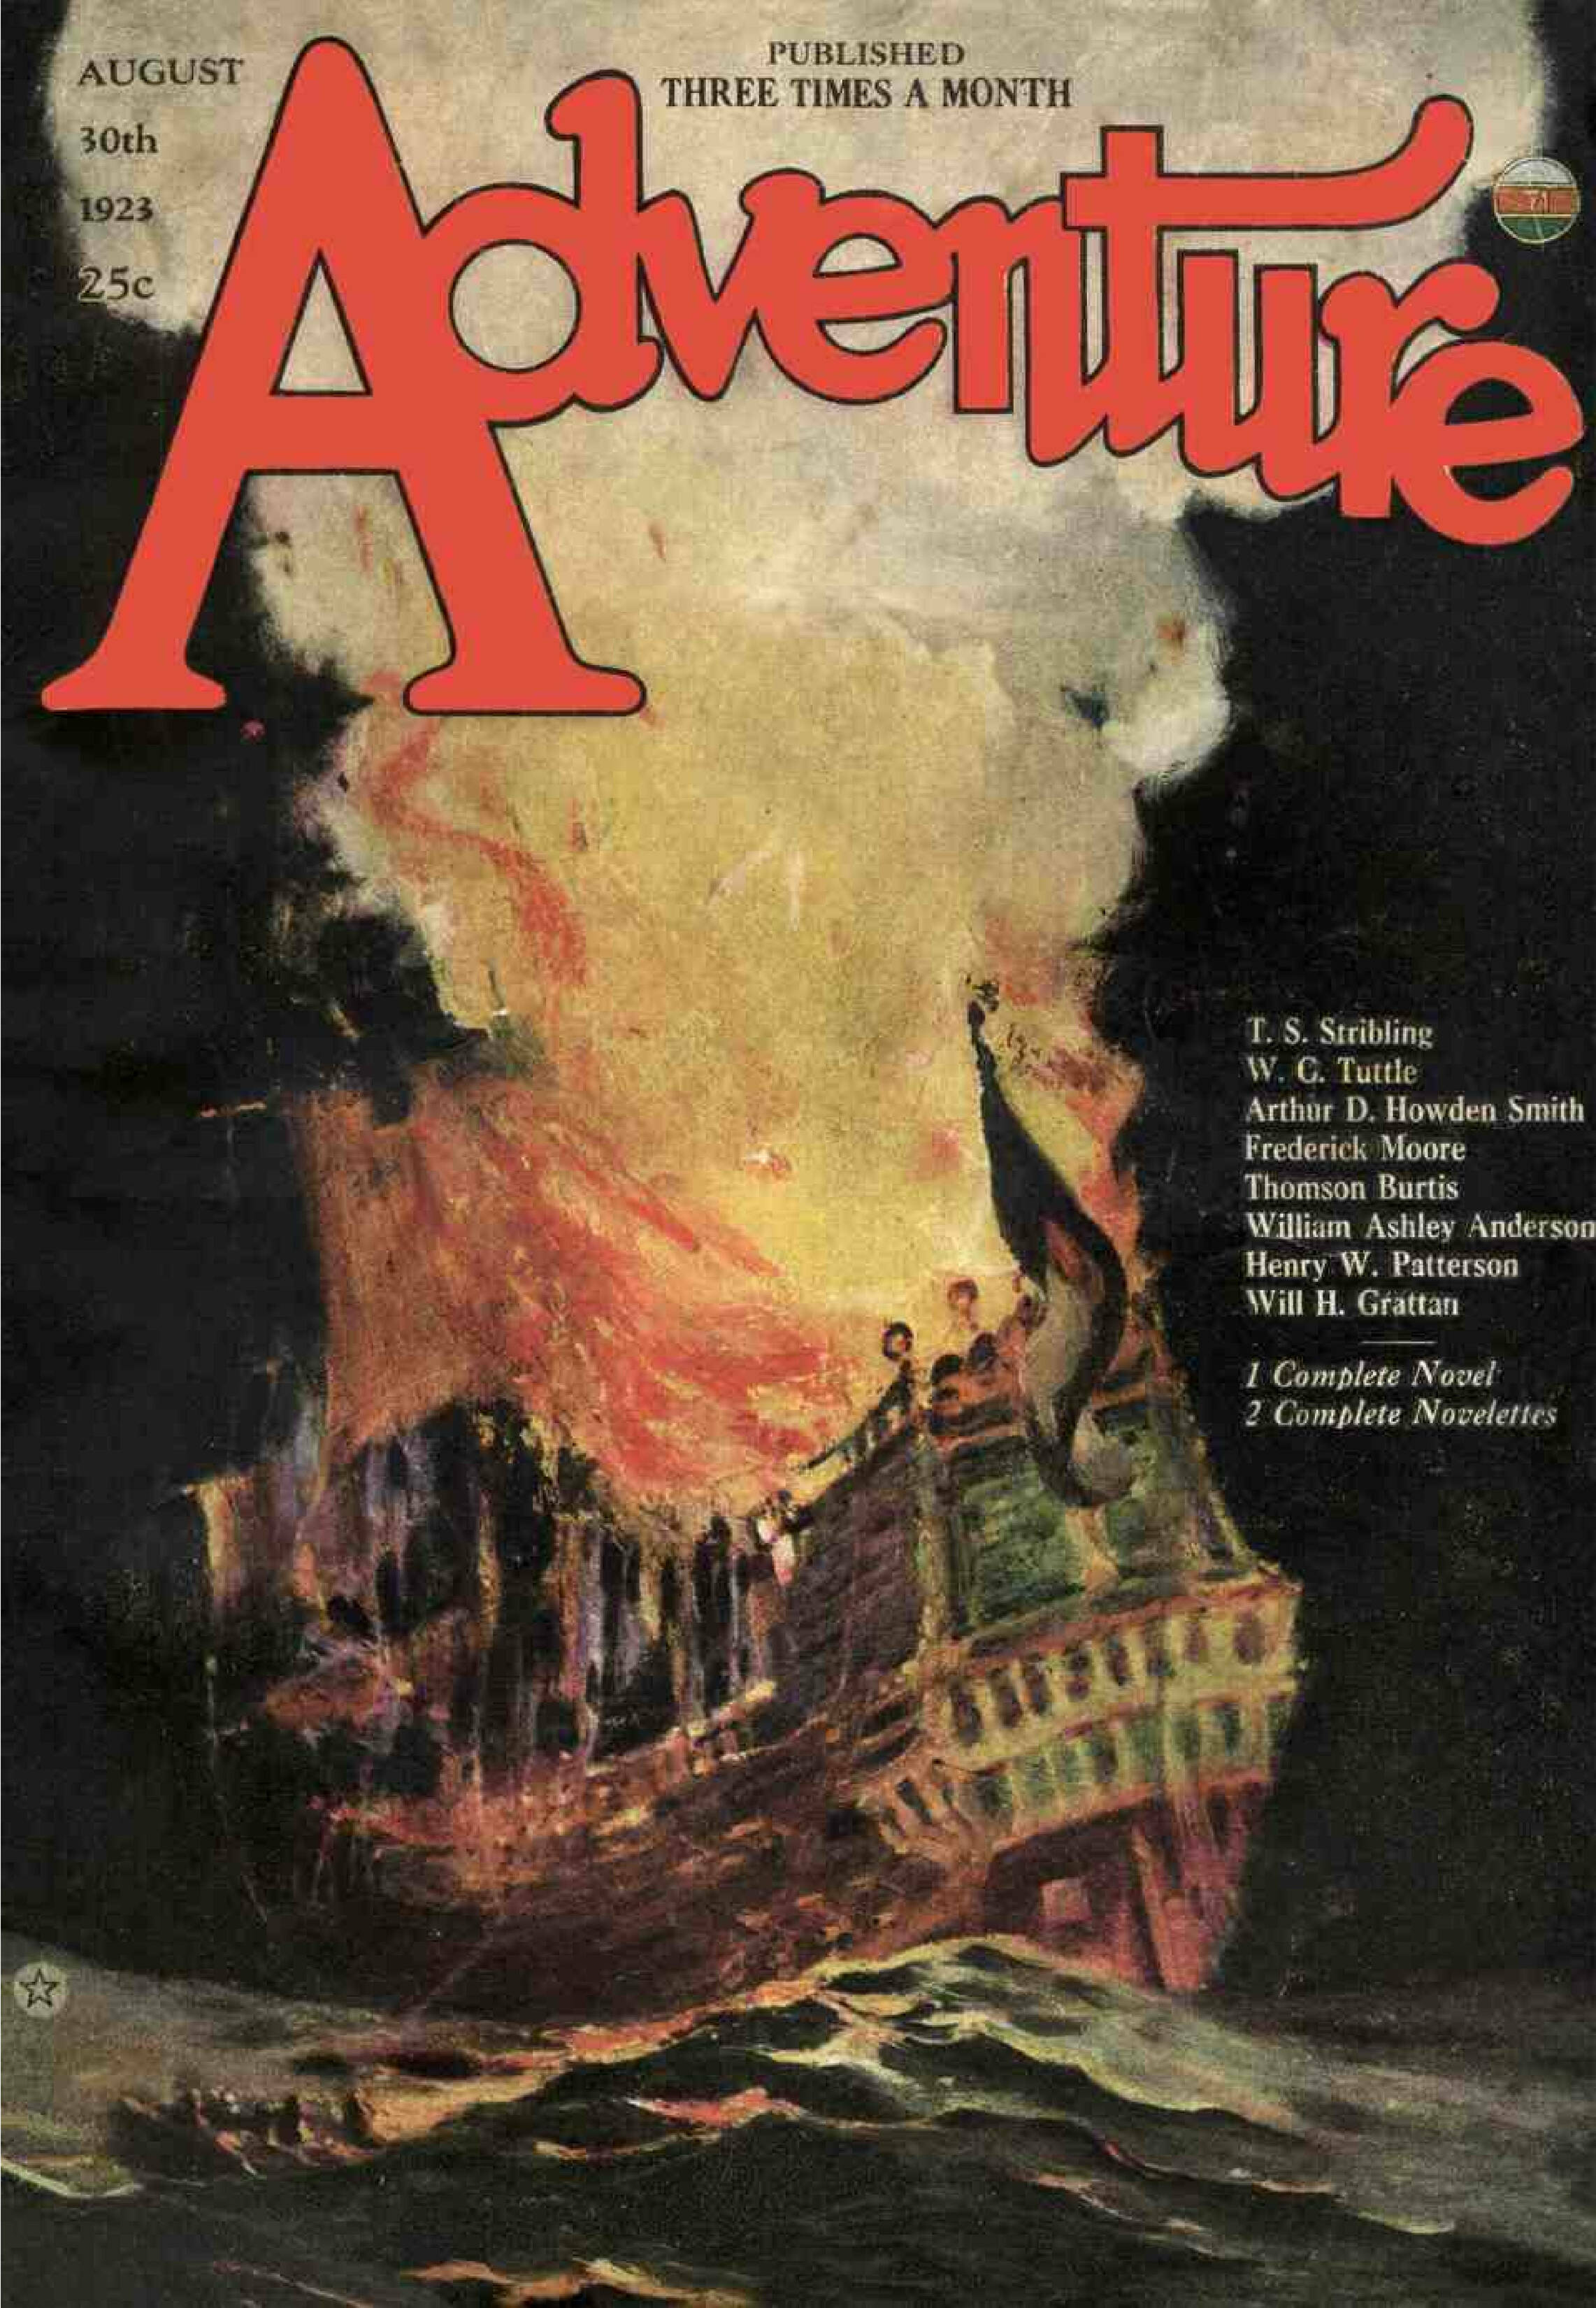 AUGUST
30th
1923
25c
PUBLISHED
THREE TIMES A MONTH
Adventure
71
T. S. Stribling
W. C. Tuttle
Arthur D. Howden Smith
Frederick Moore
Thomson Burtis
William Ashley Anderson
Henry W. Patterson
Will H. Grattan
1 Complete Novel
2 Complete Novelettes